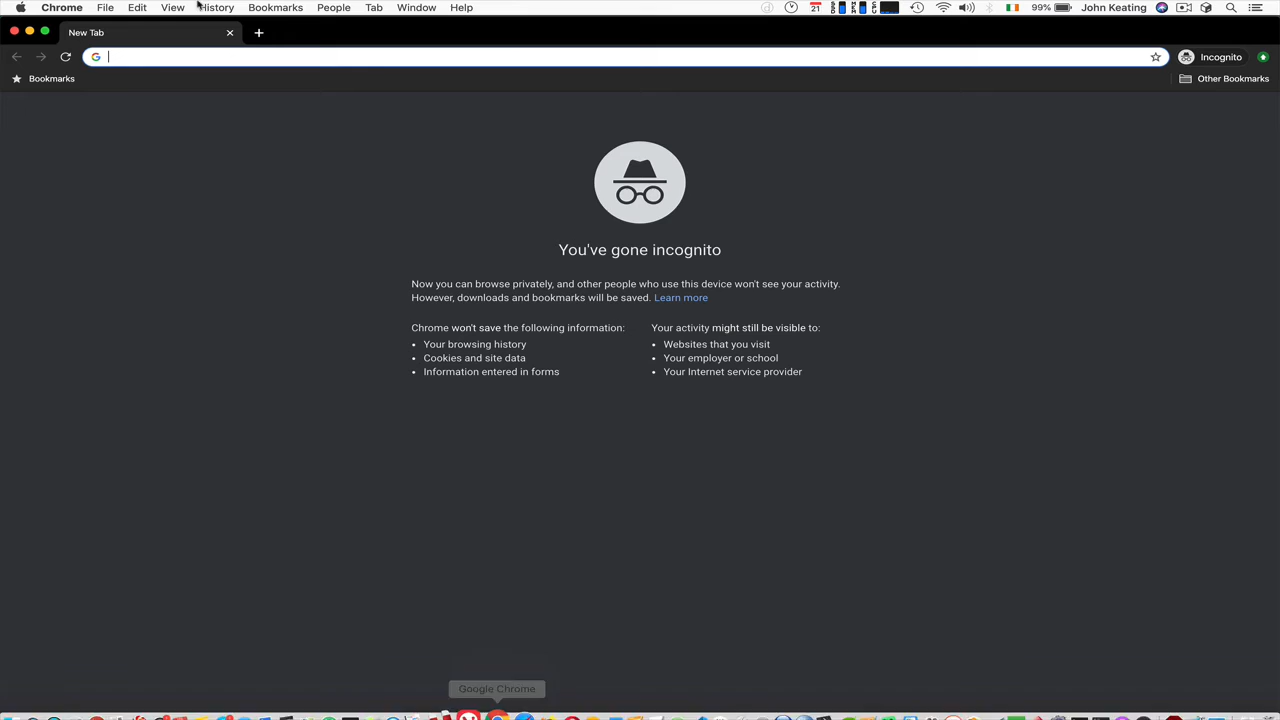 Chrome File Edit View History Bookmarks People Tab Window Help 21 99% John Keating
New Tab
Incognito
Bookmarks Other Bookmarks
You've gone incognito
Now you can browse privately, and other people who use this device won't see your activity.
However, downloads and bookmarks will be saved. Learn more
Chrome won't save the following information:
• Your browsing history
• Cookies and site data
• Information entered in forms
Your activity might still be visible to:
• Websites that you visit
• Your employer or school
• Your Internet service provider
Google Chrome